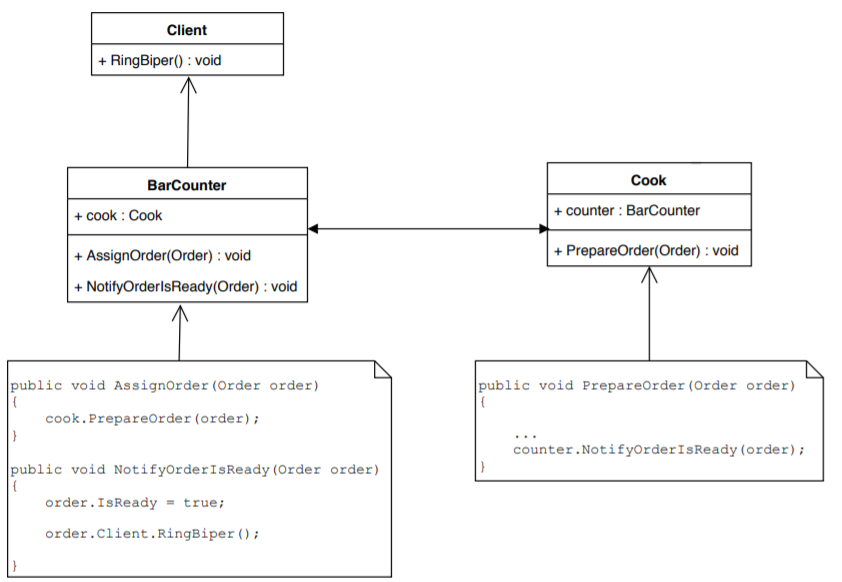 Client
+ RingBiper() : void
BarCounter
+ cook : Cook
+ AssignOrder(Order) : void
+ NotifyOrderIsReady(Order) : void
Cook
+ counter : BarCounter
+ PrepareOrder(Order) : void
public void AssignOrder(Order order)
{
cook.PrepareOrder(order);
}
public void NotifyOrderIsReady(Order order)
{
order.IsReady = true;
order.Client.RingBiper();
}
public void PrepareOrder(Order order)
{
...
counter.NotifyOrderIsReady(order);
}